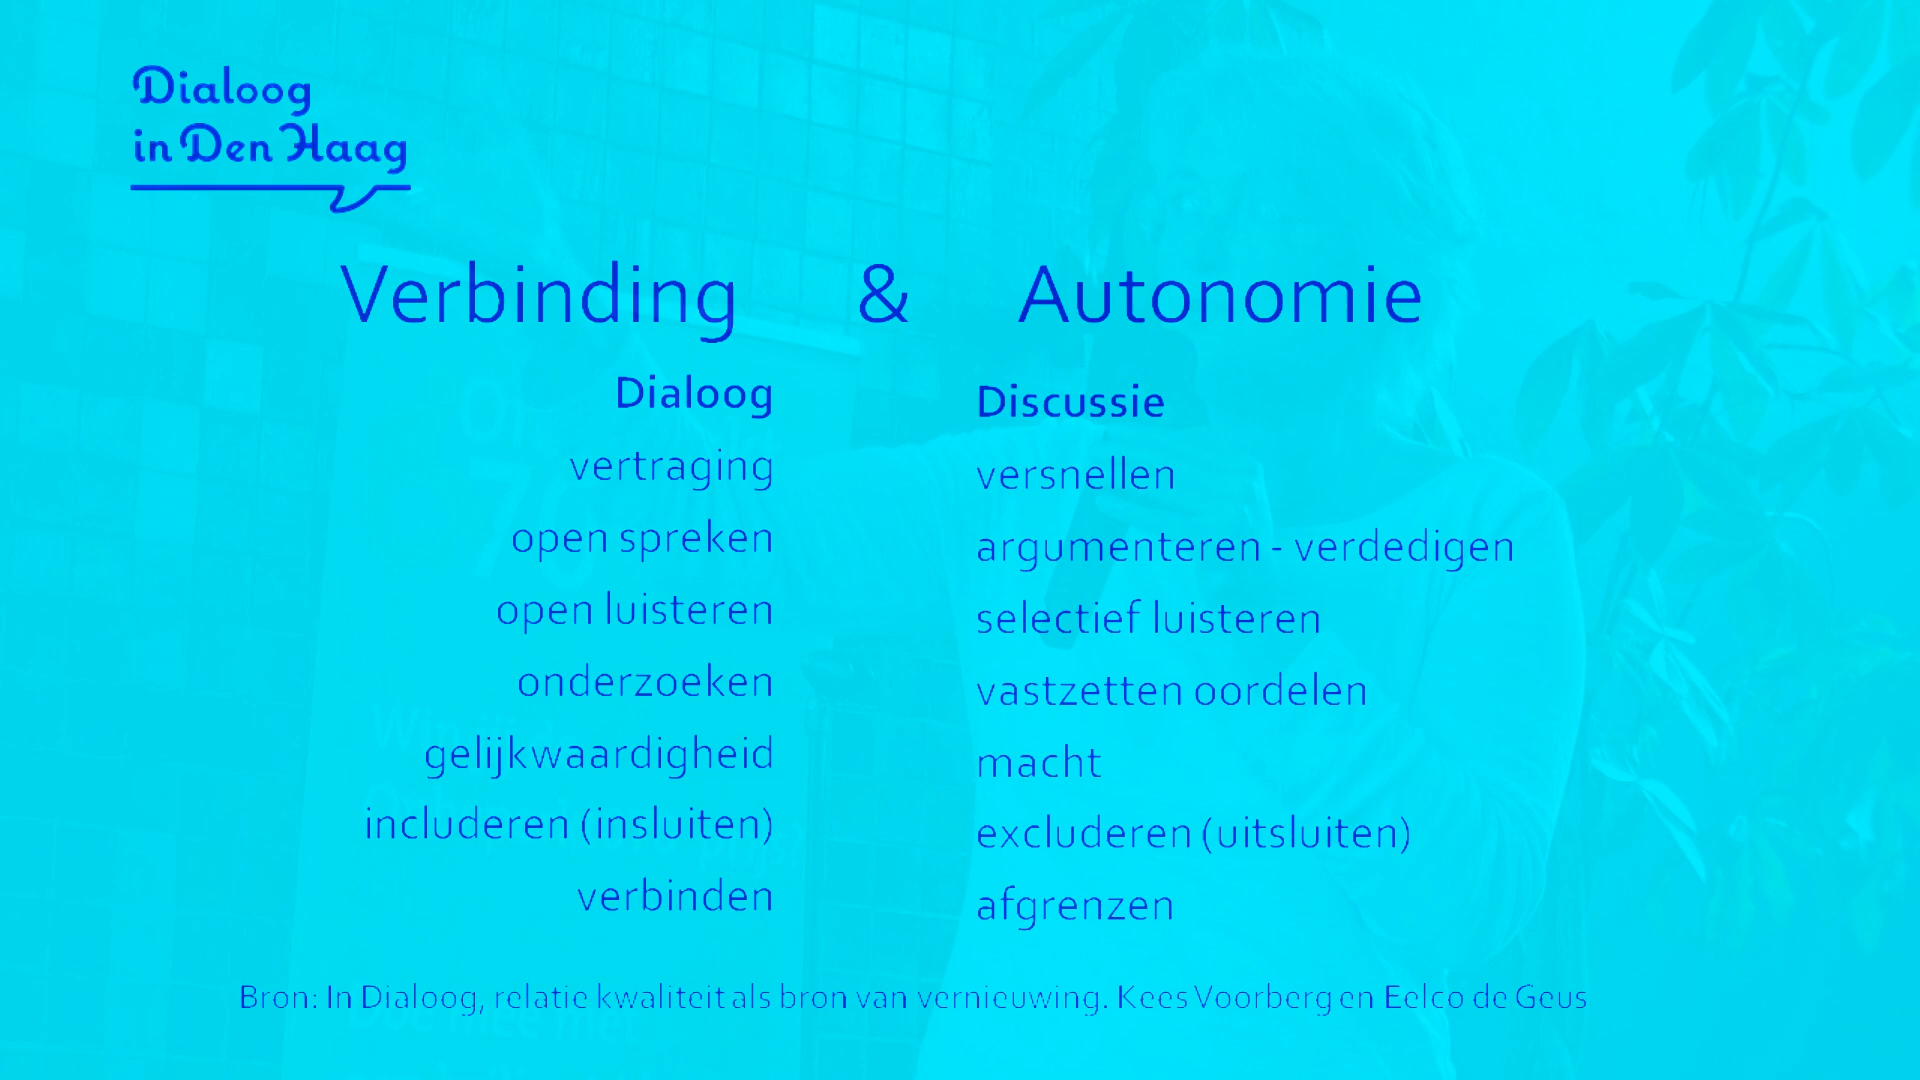 Dialoog
in Den Haag
Verbinding & Autonomie
Dialoog
vertraging
open spreken
open luisteren
onderzoeken
gelijkwaardigheid
includeren (insluiten)
verbinden
Discussie
versnellen
argumenteren - verdedigen
selectief luisteren
vastzetten oordelen
macht
excluderen (uitsluiten)
afgrenzen
Bron: In Dialoog, relatie kwaliteit als bron van vernieuwing. Kees Voorberg en Eelco de Geus